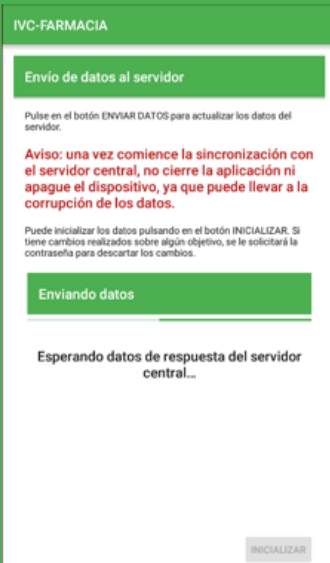 IVC-FARMACIA
Envío de datos al servidor
Pulse en el botón ENVIAR DATOS para actualizar los datos del
servidor.
Aviso: una vez comience la sincronización con
el servidor central, no cierre la aplicación ni
apague el dispositivo, ya que puede llevar a la
corrupción de los datos.
Puede inicializar los datos pulsando en el botón INICIALIZAR. Si
tiene cambios realizados sobre algún objetivo, se le solicitará la
contraseña para descartar los cambios.
Enviando datos
Esperando datos de respuesta del servidor
central...
INICIALIZAR